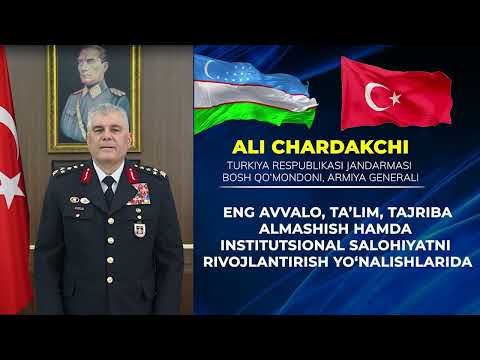 ALI CHARDAKCHI
TURKIYA RESPUBLIKASI JANDARMASI
BOSH QO'MONDONI, ARMIYA GENERALI
ENG AVVALO, TA'LIM, TAJRIBA
ALMASHISH HAMDA
INSTITUTSIONAL SALOHIYATNI
RIVOJLANTIRISH YO'NALISHLARIDA